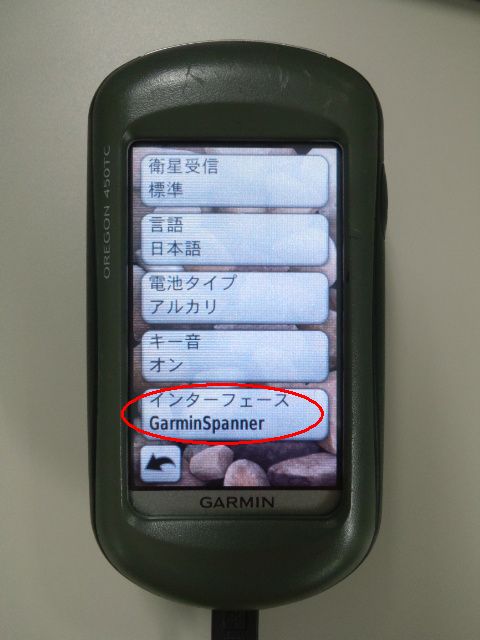 OREGON 450TC
衛星受信
標準
言語
日本語
電池タイプ
アルカリ
キー音
オン
インターフェース
GarminSpanner
GARMIN